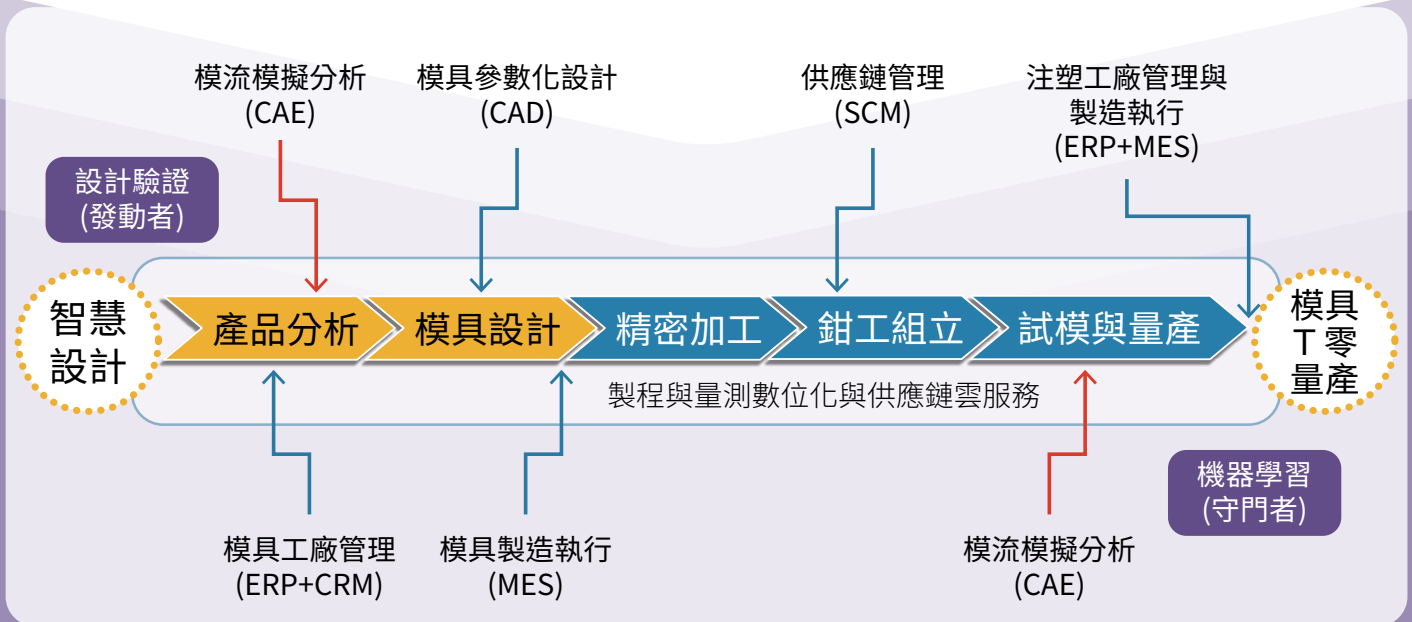 模流模擬分析
(CAE)
模具參數化設計
(CAD)
供應鏈管理
(SCM)
注塑工廠管理與
製造執行
(ERP+MES)
設計驗證
(發動者)
智慧
設計
產品分析
模具設計
精密加工
鉗工組立
試模與量產
模具
T零
量產
製程與量測數位化與供應鏈雲服務
機器學習
(守門者)
模具工廠管理
(ERP+CRM)
模具製造執行
(MES)
模流模擬分析
(CAE)